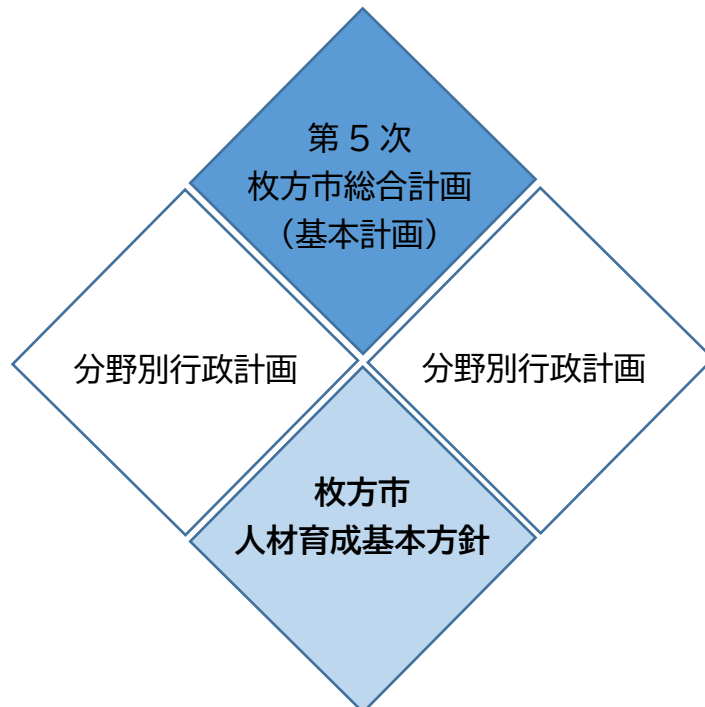 第５次
枚方市総合計画
（基本計画）
分野別行政計画
分野別行政計画
枚方市
人材育成基本方針